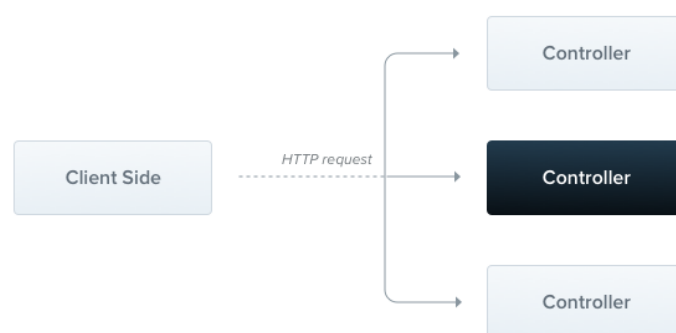 Controller
HTTP request
Client Side
Controller
Controller